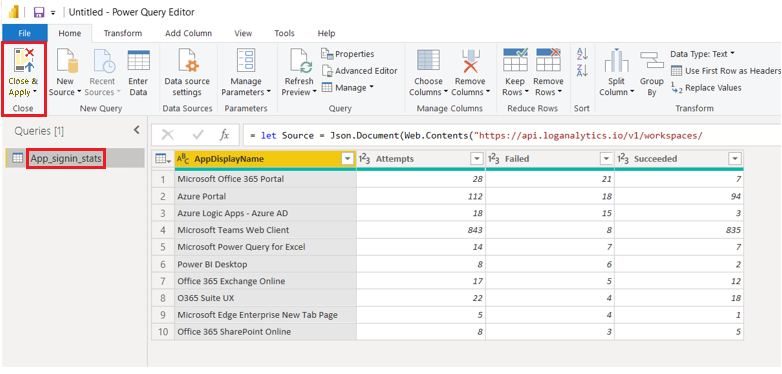 Untitled - Power Query Editor
File Home Transform Add Column View Tools Help
Close & Apply
New Source
Recent Sources
Enter Data
Data source settings
Manage Parameters
Refresh Preview
Properties
Advanced Editor
Manage
Choose Columns
Remove Columns
Keep Rows
Remove Rows
Sort
Split Column
Group By
Data Type: Text
Use First Row as Headers
Replace Values
Close New Query Data Sources Parameters Query Manage Columns Reduce Rows Sort Transform
Queries [1]
= let Source = Json.Document(Web.Contents("https://api.loganalytics.io/v1/workspaces/
App_signin_stats
AppDisplayName Attempts Failed Succeeded
1 Microsoft Office 365 Portal 28 21 7
2 Azure Portal 112 18 94
3 Azure Logic Apps - Azure AD 18 15 3
4 Microsoft Teams Web Client 843 8 835
5 Microsoft Power Query for Excel 14 7 7
6 Power BI Desktop 8 6 2
7 Office 365 Exchange Online 17 5 12
8 O365 Suite UX 22 4 18
9 Microsoft Edge Enterprise New Tab Page 5 4 1
10 Office 365 SharePoint Online 8 3 5